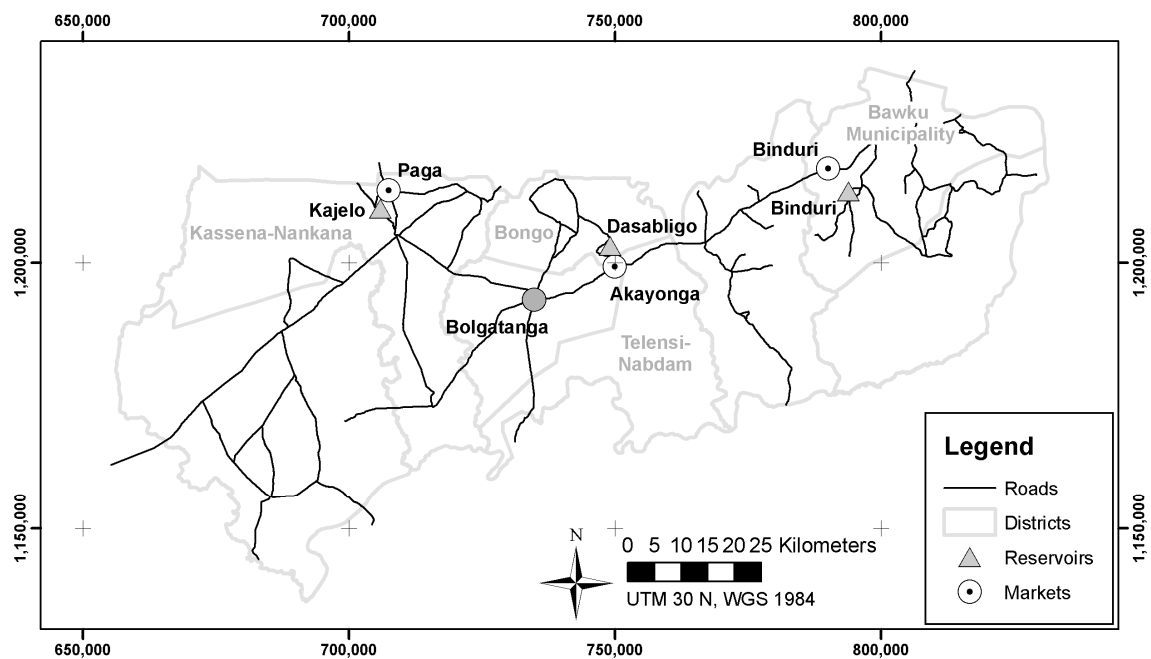 650,000 700,000 750,000 800,000
Bawku
Municipality
Binduri
Paga
Kajelo
Binduri
Kassena-Nankana
Bongo
Dasabligo
1,200,000
1,200,000
Akayonga
Bolgatanga
Telensi-
Nabdam
Legend
Roads
Districts
Reservoirs
Markets
1,150,000
1,150,000
N
0 5 10 15 20 25 Kilometers
UTM 30 N, WGS 1984
650,000 700,000 750,000 800,000